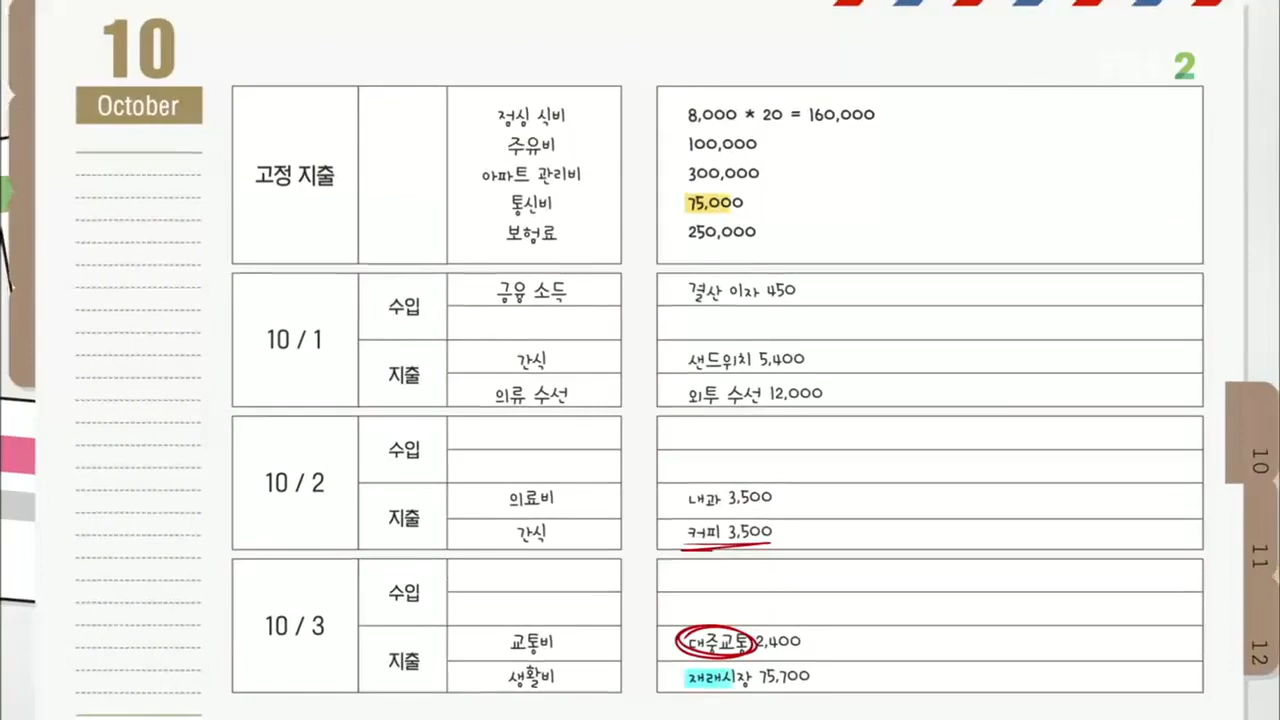 10
October
2
고정 지출
정심 식비 8,000 * 20 = 160,000
주유비 100,000
아파트 관리비 300,000
통신비 75,000
보험료 250,000
10 / 1
수입
금융 소득 결산 이자 450
지출
간식 샌드위치 5,400
의류 수선 외투 수선 12,000
10 / 2
수입
지출
의료비 내과 3,500
간식 커피 3,500
10 / 3
수입
지출
교통비 대중교통 2,400
생활비 재래시장 75,700
10
11
12